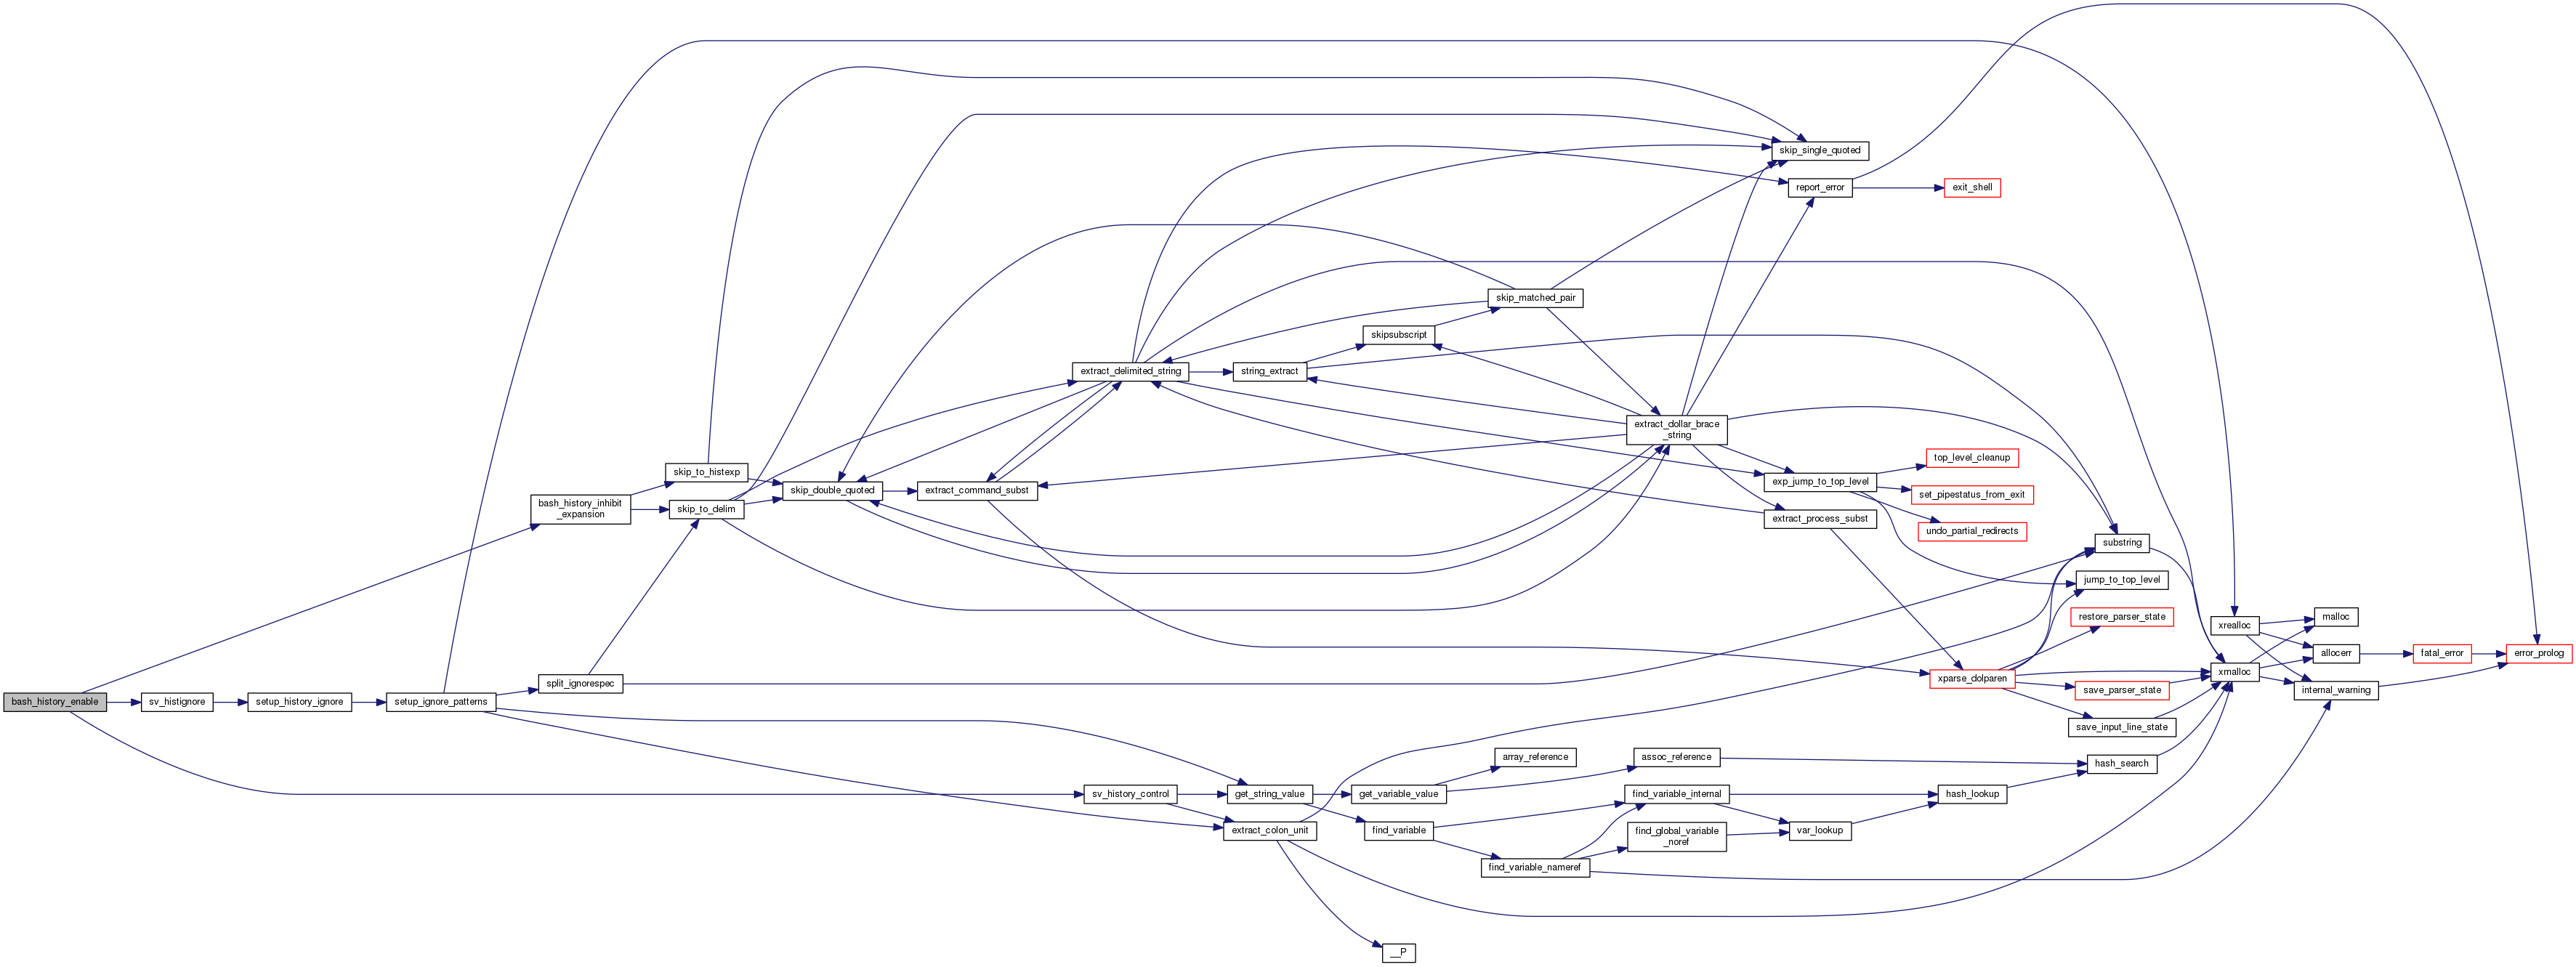 bash_history_enable
sv_histignore
setup_history_ignore
setup_ignore_patterns
bash_history_inhibit
_expansion
split_ignorespec
skip_to_histexp
skip_to_delim
skip_double_quoted
extract_command_subst
extract_delimited_string
sv_history_control
string_extract
get_string_value
extract_colon_unit
skipsubscript
get_variable_value
find_variable
__P
skip_matched_pair
array_reference
find_variable_nameref
extract_dollar_brace
_string
assoc_reference
find_variable_internal
find_global_variable
_noref
skip_single_quoted
report_error
exp_jump_to_top_level
extract_process_subst
var_lookup
exit_shell
top_level_cleanup
set_pipestatus_from_exit
undo_partial_redirects
xparse_dolparen
hash_lookup
substring
jump_to_top_level
restore_parser_state
save_parser_state
save_input_line_state
hash_search
xrealloc
xmalloc
malloc
allocerr
internal_warning
fatal_error
error_prolog